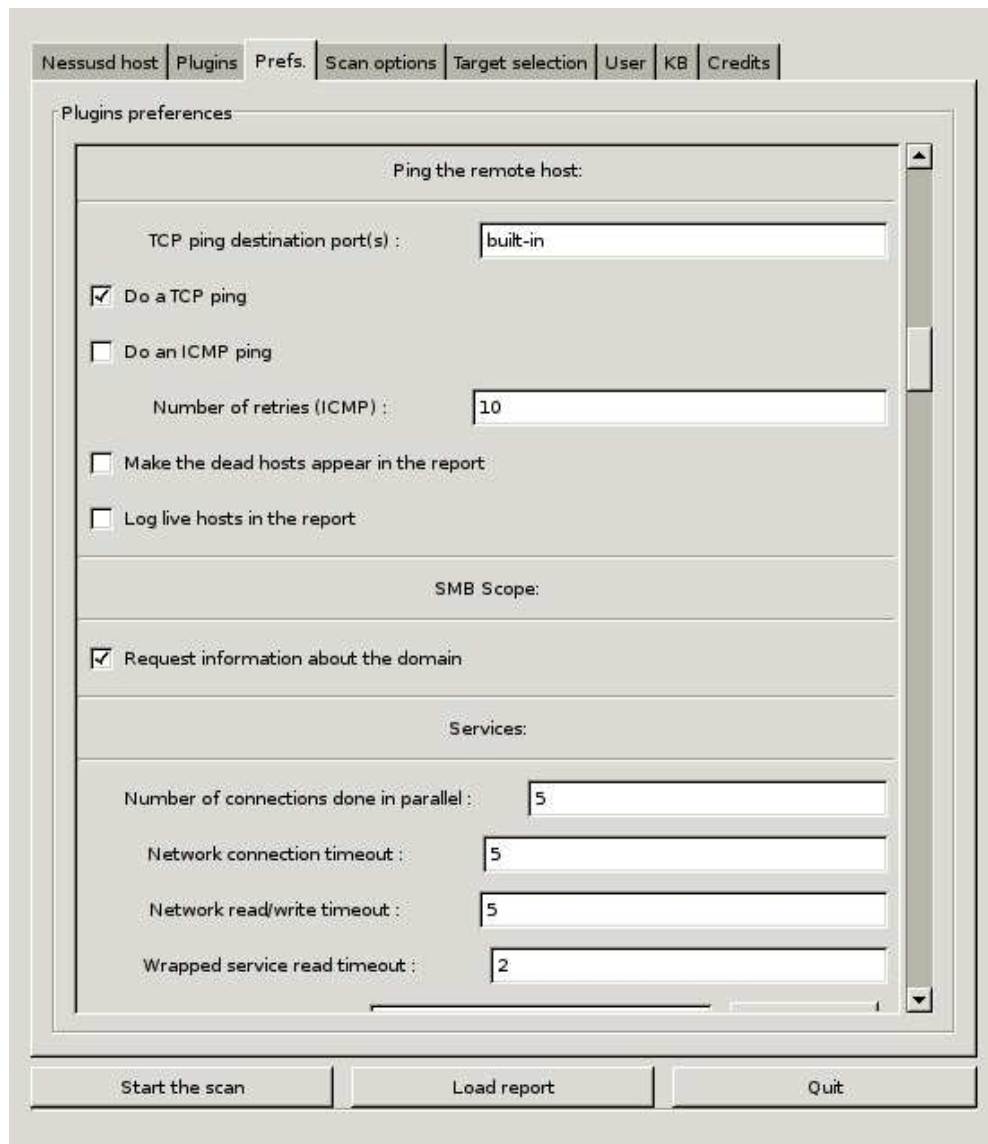 Nessusd host Plugins Prefs. Scan options Target selection User KB Credits
Plugins preferences
Ping the remote host:
TCP ping destination port(s) : built-in
Do a TCP ping
Do an ICMP ping
Number of retries (ICMP) : 10
Make the dead hosts appear in the report
Log live hosts in the report
SMB Scope:
Request information about the domain
Services:
Number of connections done in parallel : 5
Network connection timeout : 5
Network read/write timeout : 5
Wrapped service read timeout : 2
Start the scan Load report Quit